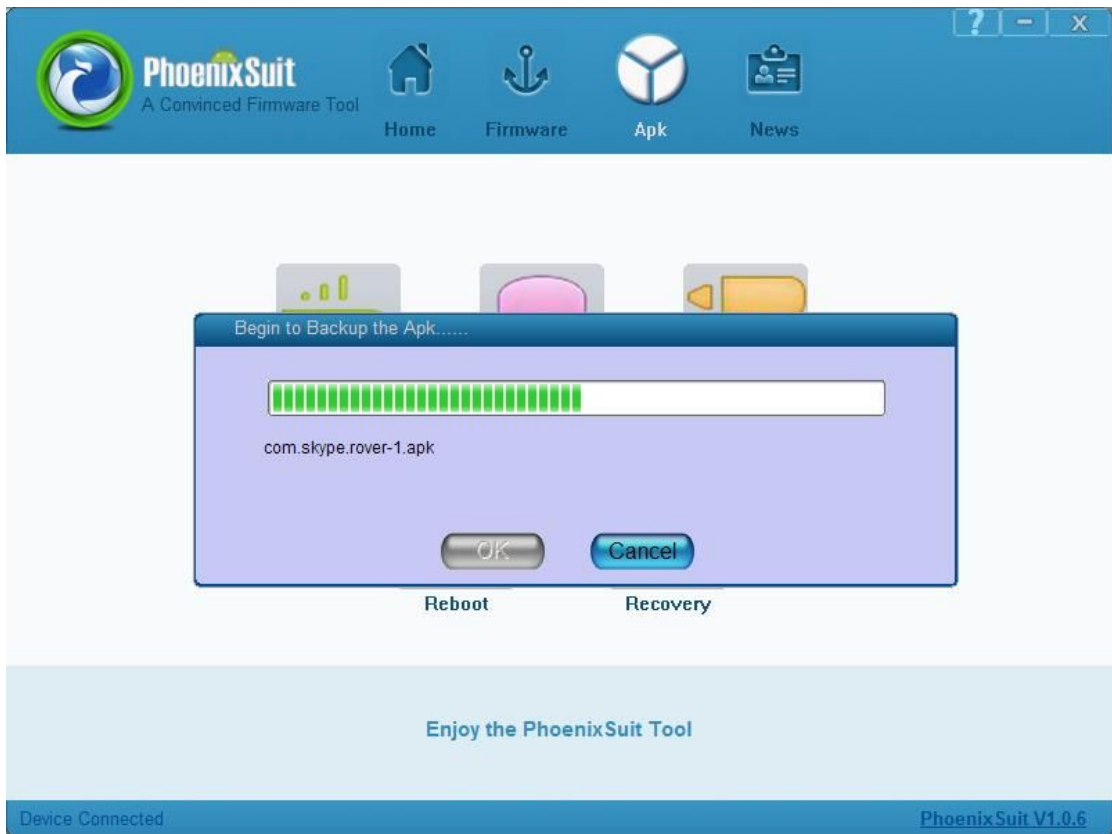 ? - X
PhoenixSuit
A Convinced Firmware Tool
Home Firmware Apk News
Begin to Backup the Apk......
com.skype.rover-1.apk
OK Cancel
Reboot Recovery
Enjoy the PhoenixSuit Tool
Device Connected PhoenixSuit V1.0.6